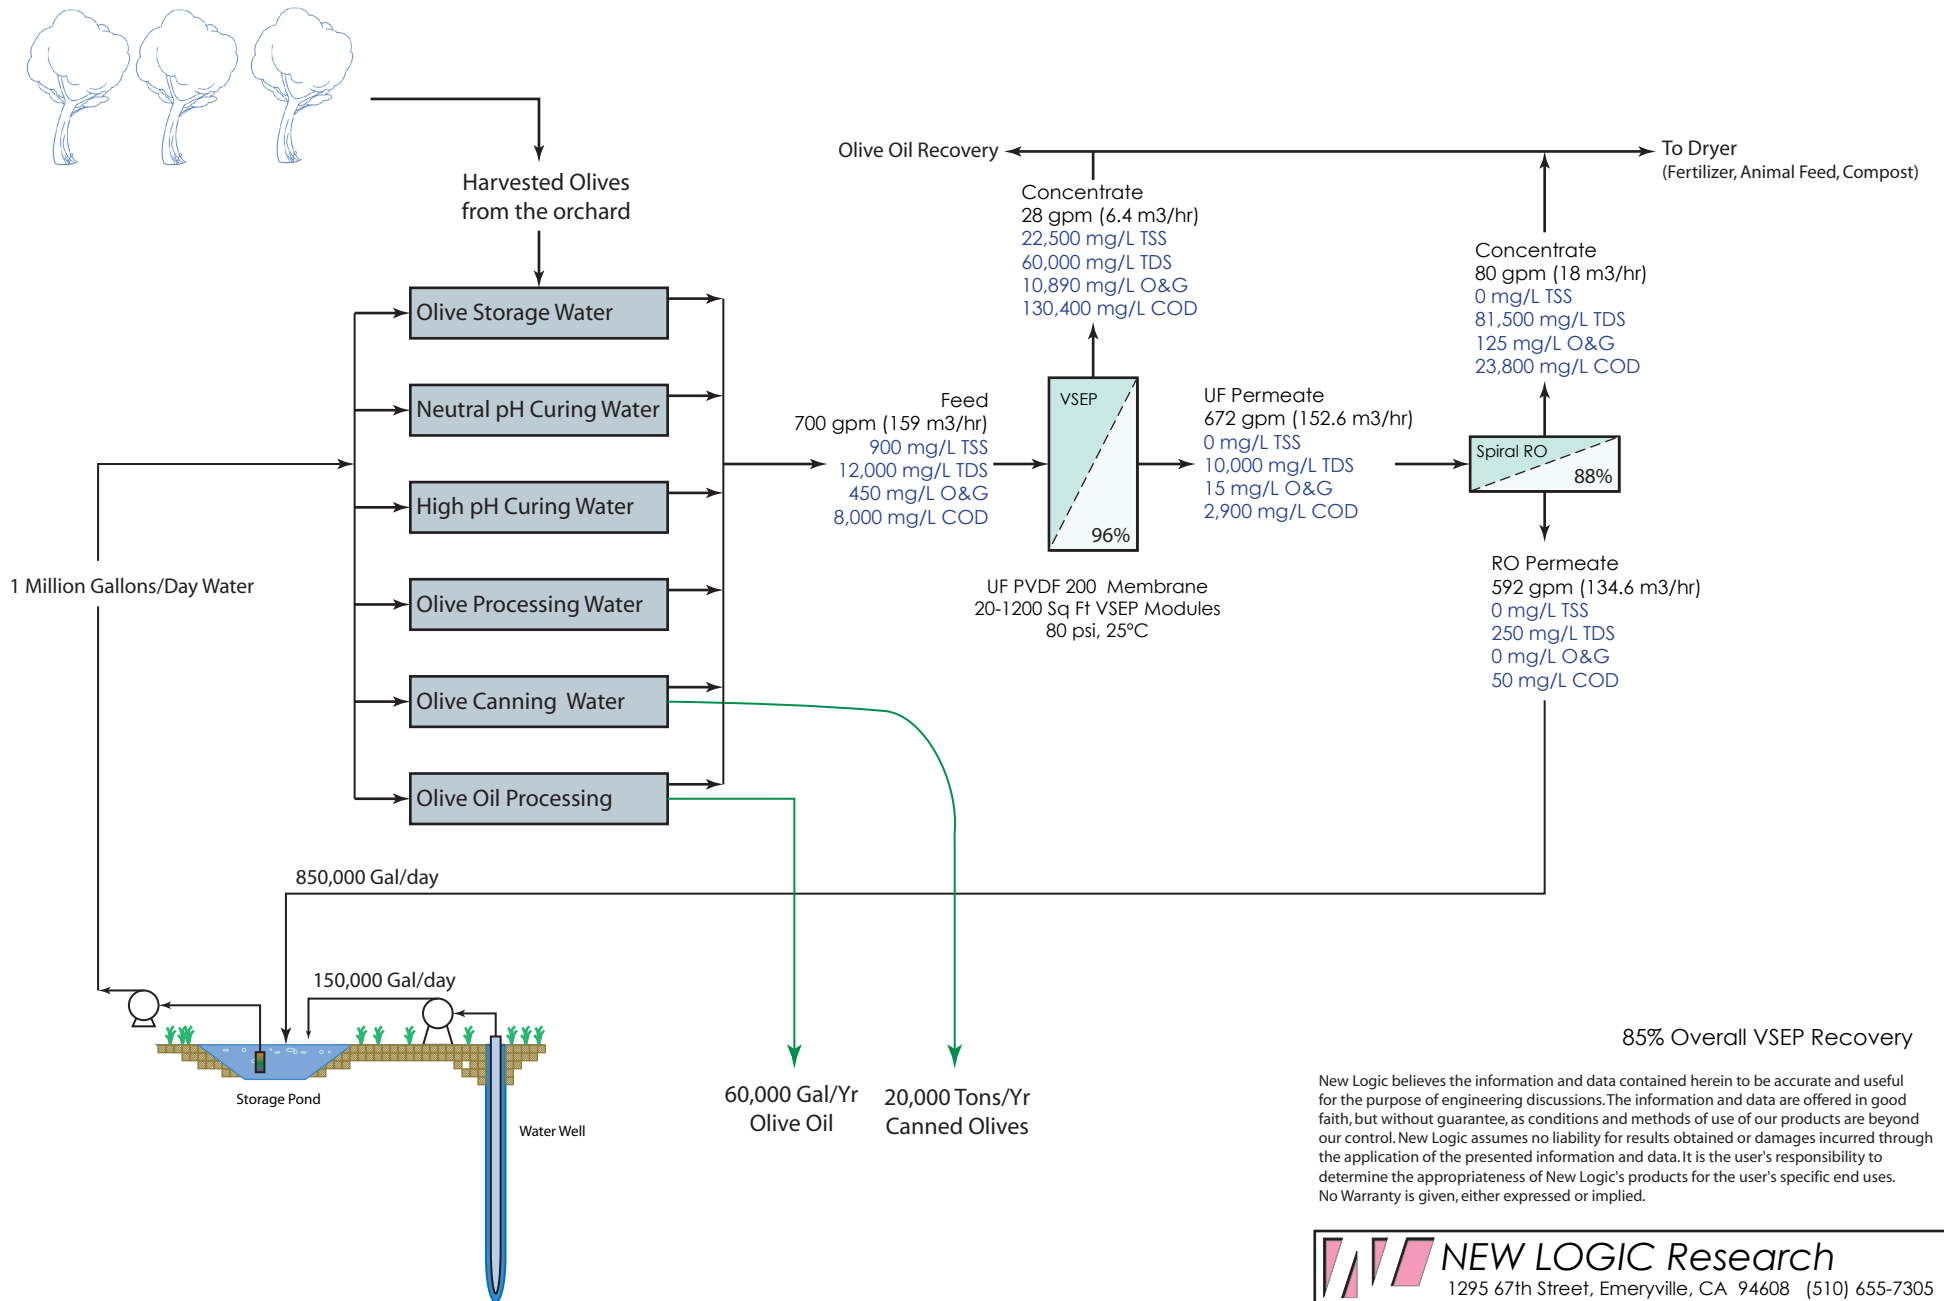 Harvested Olives
from the orchard
Olive Storage Water
Neutral pH Curing Water
High pH Curing Water
Olive Processing Water
Olive Canning  Water
Olive Oil Processing
1 Million Gallons/Day Water
Feed
700 gpm (159 m3/hr)
900 mg/L TSS
12,000 mg/L TDS
450 mg/L O&G
8,000 mg/L COD
VSEP
96%
UF PVDF 200  Membrane
20-1200 Sq Ft VSEP Modules
80 psi, 25ºC
Olive Oil Recovery
Concentrate
28 gpm (6.4 m3/hr)
22,500 mg/L TSS
60,000 mg/L TDS
10,890 mg/L O&G
130,400 mg/L COD
To Dryer
(Fertilizer, Animal Feed, Compost)
UF Permeate
672 gpm (152.6 m3/hr)
0 mg/L TSS
10,000 mg/L TDS
15 mg/L O&G
2,900 mg/L COD
Concentrate
80 gpm (18 m3/hr)
0 mg/L TSS
81,500 mg/L TDS
125 mg/L O&G
23,800 mg/L COD
Spiral RO
88%
RO Permeate
592 gpm (134.6 m3/hr)
0 mg/L TSS
250 mg/L TDS
0 mg/L O&G
50 mg/L COD
850,000 Gal/day
150,000 Gal/day
Storage Pond
Water Well
60,000 Gal/Yr
Olive Oil
20,000 Tons/Yr
Canned Olives
85% Overall VSEP Recovery
New Logic believes the information and data contained herein to be accurate and useful
for the purpose of engineering discussions. The information and data are offered in good
faith, but without guarantee, as conditions and methods of use of our products are beyond
our control. New Logic assumes no liability for results obtained or damages incurred through
the application of the presented information and data. It is the user's responsibility to
determine the appropriateness of New Logic's products for the user's specific end uses.
No Warranty is given, either expressed or implied.
NEW LOGIC Research
1295 67th Street, Emeryville, CA  94608   (510) 655-7305